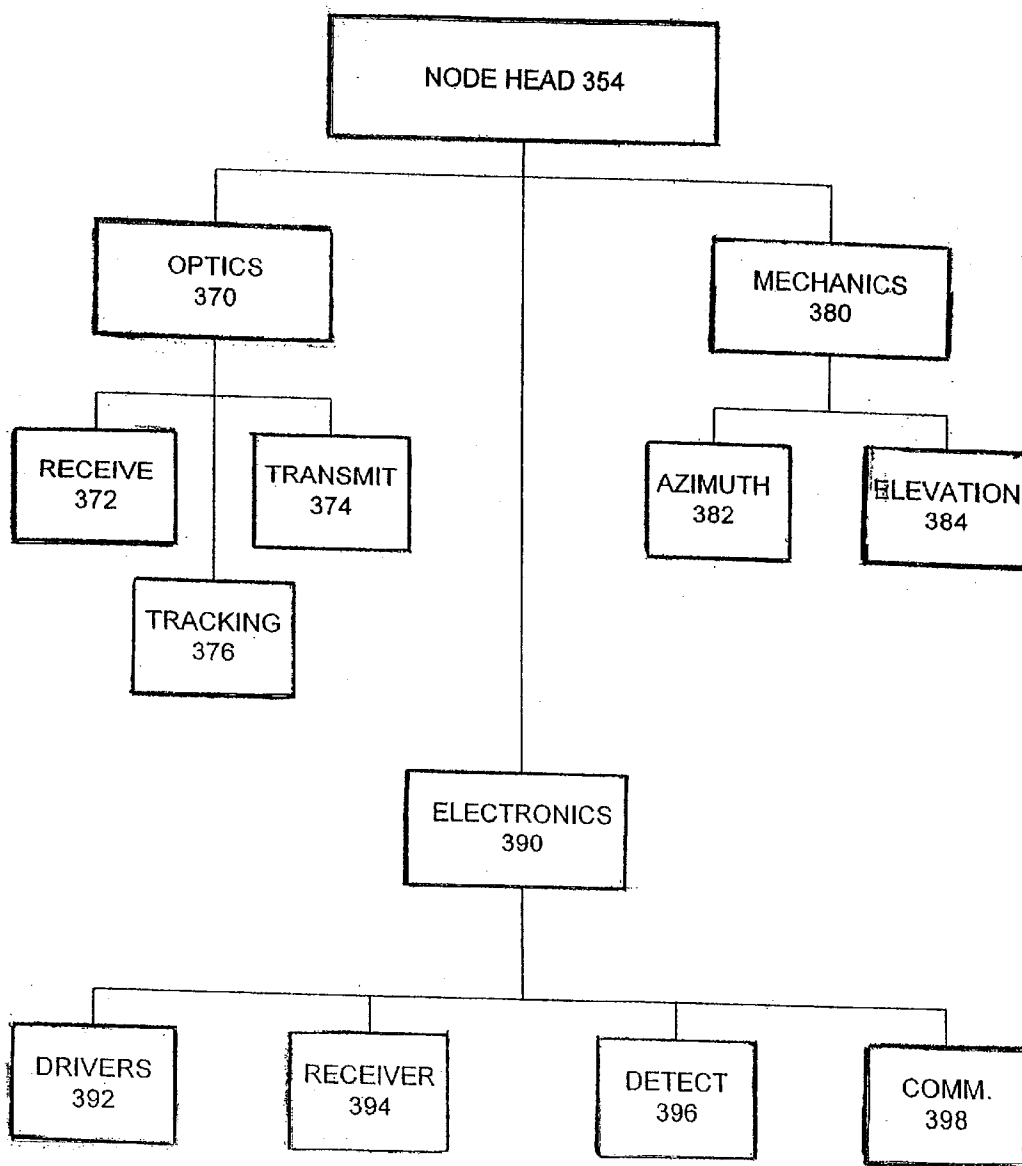 NODE HEAD 354
OPTICS
370
MECHANICS
380
RECEIVE
372
TRANSMIT
374
TRACKING
376
AZIMUTH
382
ELEVATION
384
ELECTRONICS
390
DRIVERS
392
RECEIVER
394
DETECT
396
COMM.
398